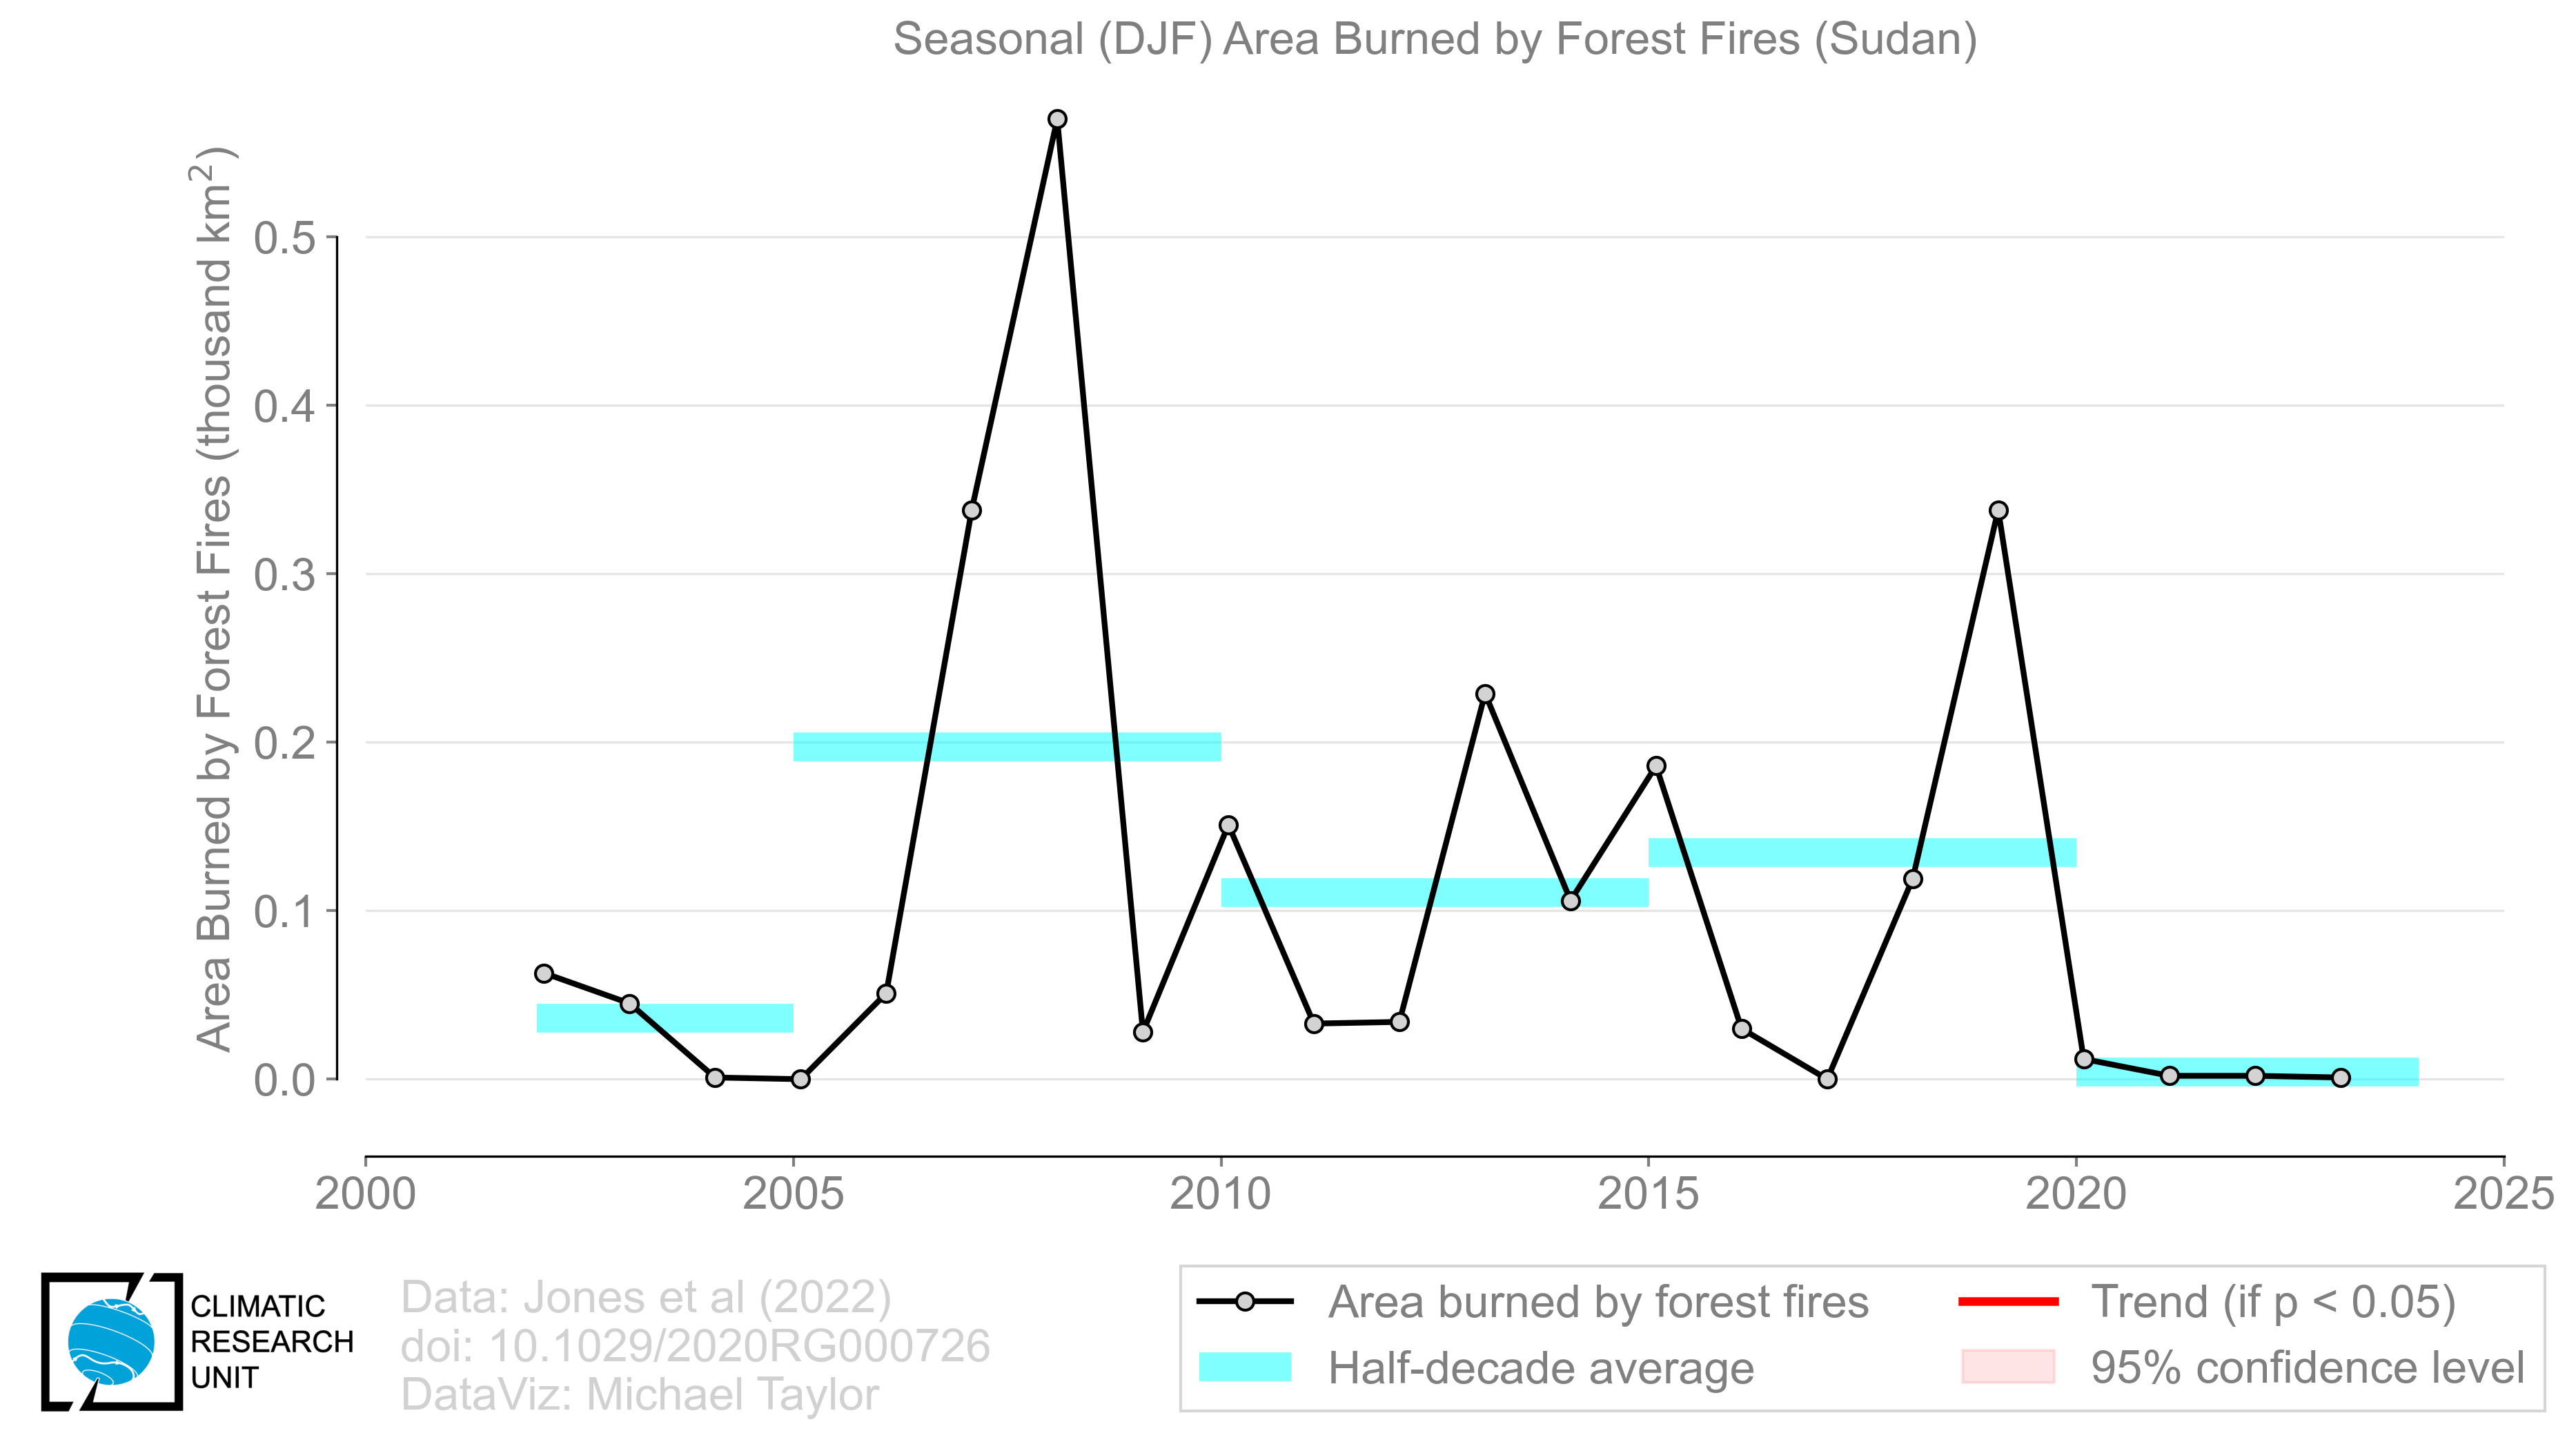 Seasonal (DJF) Area Burned by Forest Fires (Sudan)
Area Burned by Forest Fires (thousand km²)
0.5
0.4
0.3
0.2
0.1
0.0
2000 2005 2010 2015 2020 2025
CLIMATIC
RESEARCH
UNIT
Data: Jones et al (2022)
doi: 10.1029/2020RG000726
DataViz: Michael Taylor
Area burned by forest fires
Half-decade average
Trend (if p < 0.05)
95% confidence level